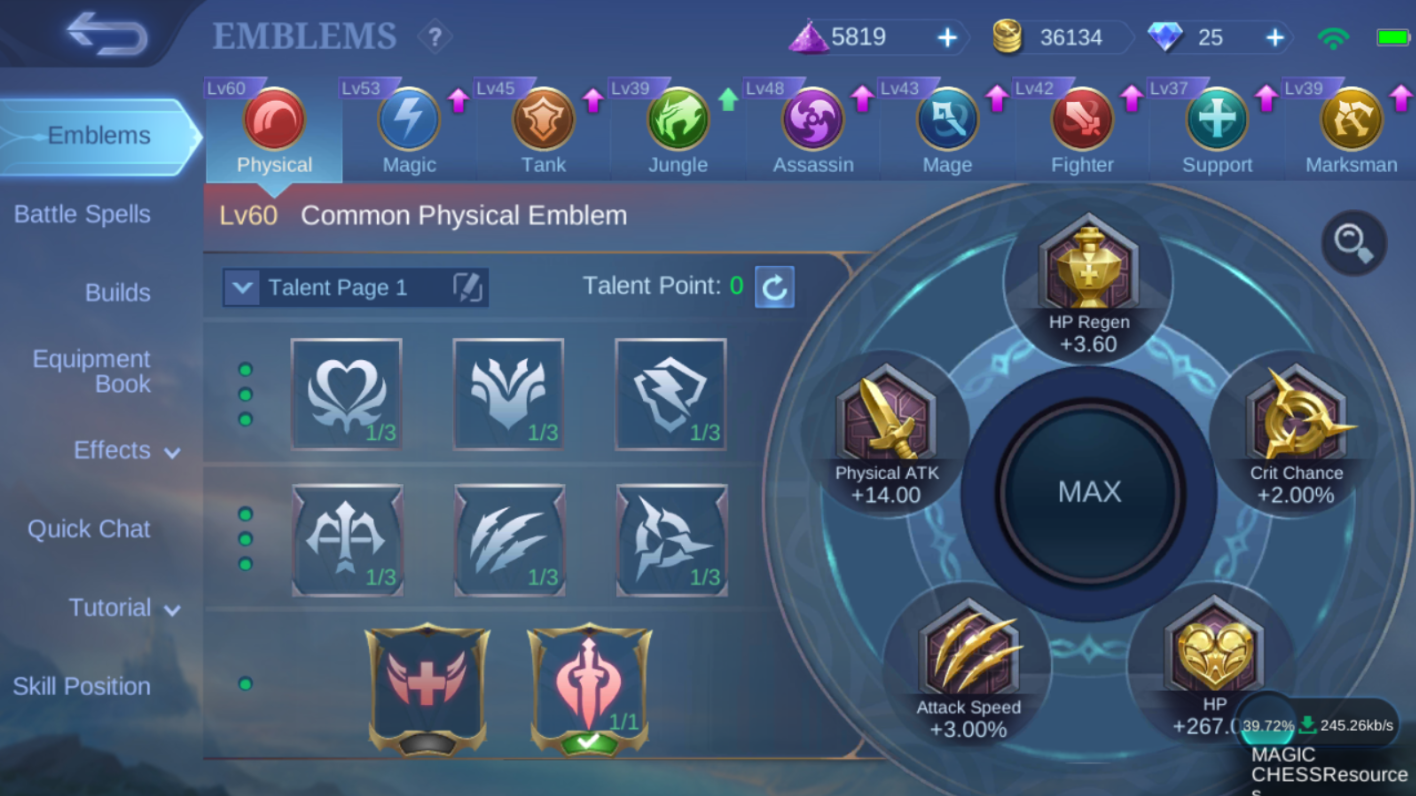 EMBLEMS ?
5819 +
36134
25 +
Lv60
Physical
Lv53
Magic
Lv45
Tank
Lv39
Jungle
Lv48
Assassin
Lv43
Mage
Lv42
Fighter
Lv37
Support
Lv39
Marksman
Emblems
Battle Spells
Builds
Equipment
Book
Effects
Quick Chat
Tutorial
Skill Position
Lv60 Common Physical Emblem
Talent Page 1
Talent Point: 0
1/3
1/3
1/3
1/3
1/3
1/3
1/1
HP Regen
+3.60
Physical ATK
+14.00
Crit Chance
+2.00%
MAX
Attack Speed
+3.00%
HP
+267.0
39.72% 245.26kb/s
MAGIC
CHESSResource
s